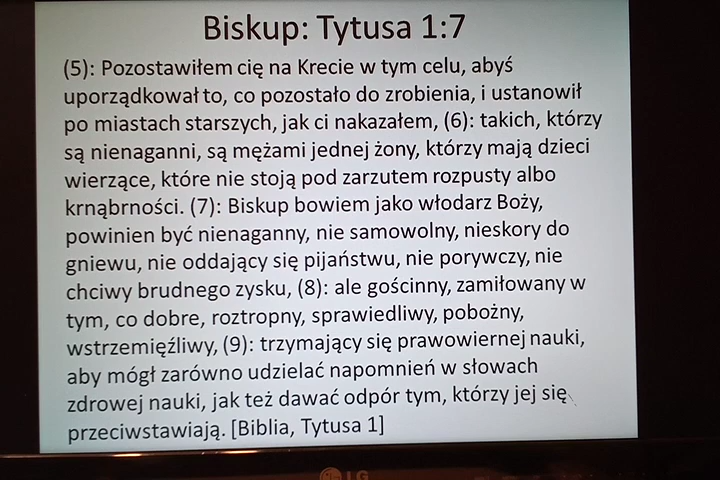 Biskup: Tytusa 1:7
(5): Pozostawiłem cię na Krecie w tym celu, abyś
uporządkował to, co pozostało do zrobienia, i ustanowił
po miastach starszych, jak ci nakazałem, (6): takich, którzy
są nienaganni, są mężami jednej żony, którzy mają dzieci
wierzące, które nie stoją pod zarzutem rozpusty albo
krnąbrności. (7): Biskup bowiem jako włodarz Boży,
powinien być nienaganny, nie samowolny, nieskory do
gniewu, nie oddający się pijaństwu, nie porywczy, nie
chciwy brudnego zysku, (8): ale gościnny, zamiłowany w
tym, co dobre, roztropny, sprawiedliwy, pobożny,
wstrzemięźliwy, (9): trzymający się prawowiernej nauki,
aby mógł zarówno udzielać napomnień w słowach
zdrowej nauki, jak też dawać odpór tym, którzy jej się
przeciwstawiają. [Biblia, Tytusa 1]
LG